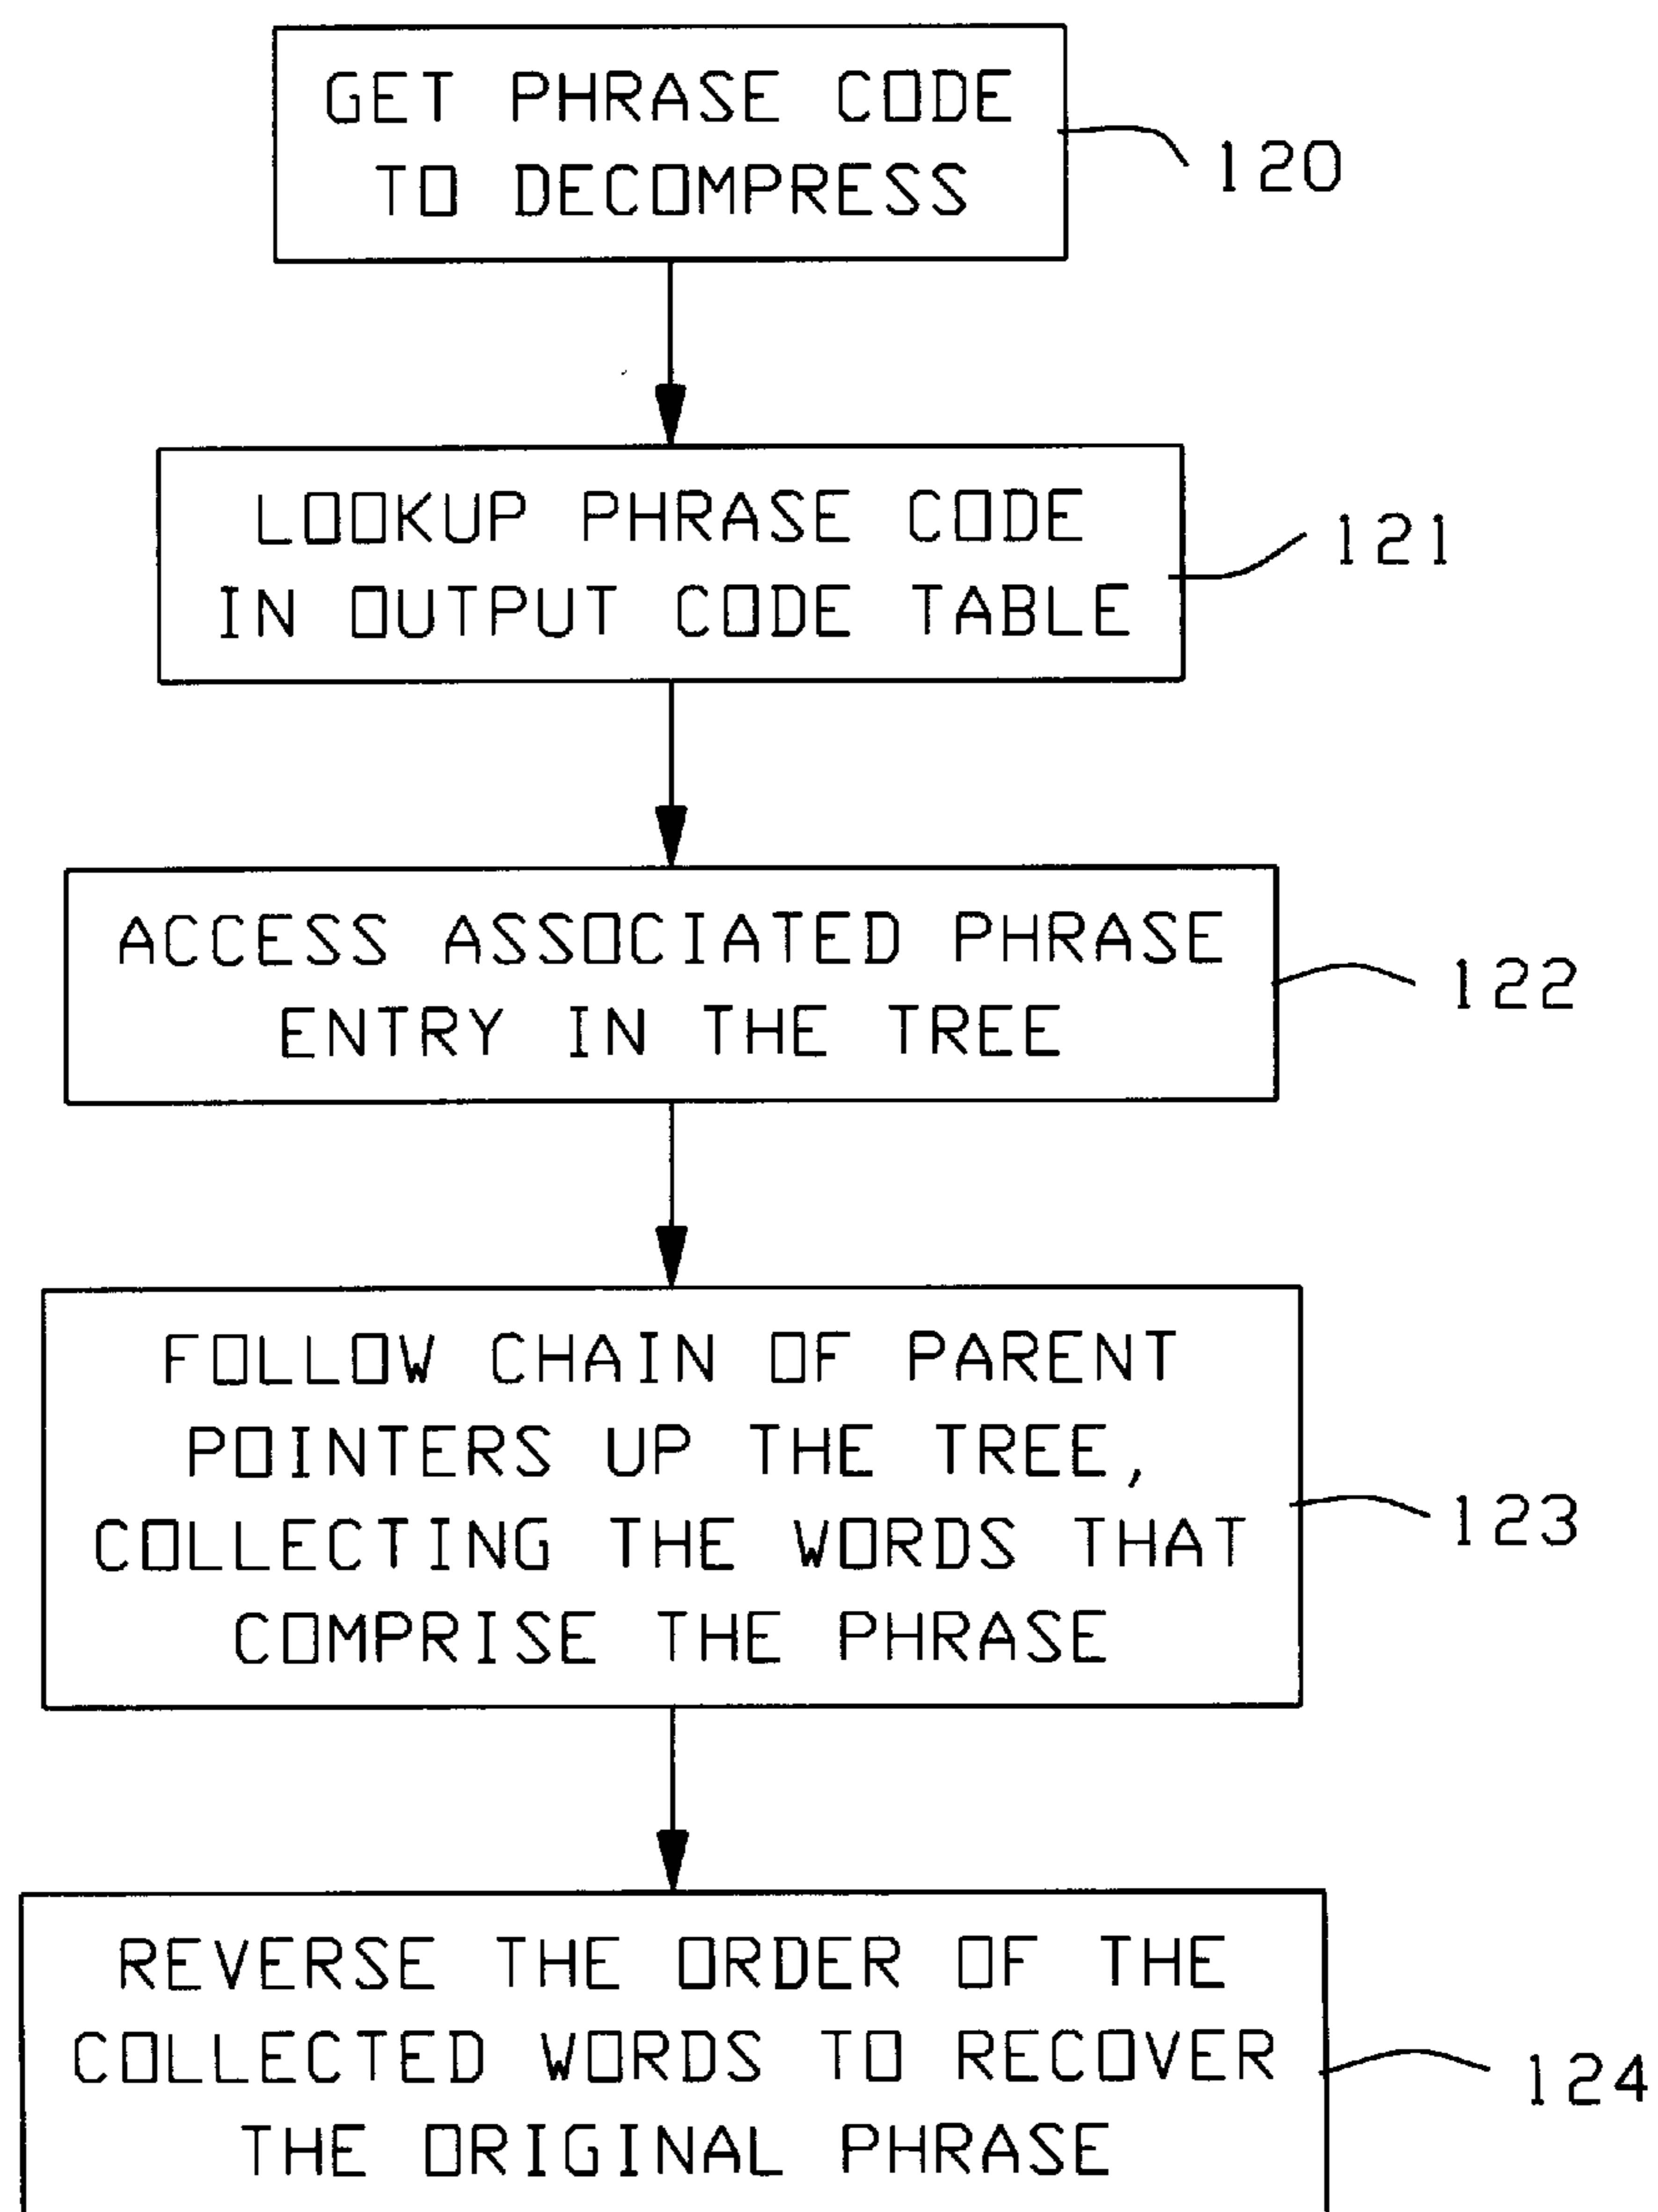 GET PHRASE CODE
TO DECOMPRESS
120
LOOKUP PHRASE CODE
IN OUTPUT CODE TABLE
121
ACCESS ASSOCIATED PHRASE
ENTRY IN THE TREE
122
FOLLOW CHAIN OF PARENT
POINTERS UP THE TREE,
COLLECTING THE WORDS THAT
COMPRISE THE PHRASE
123
REVERSE THE ORDER OF THE
COLLECTED WORDS TO RECOVER
THE ORIGINAL PHRASE
124